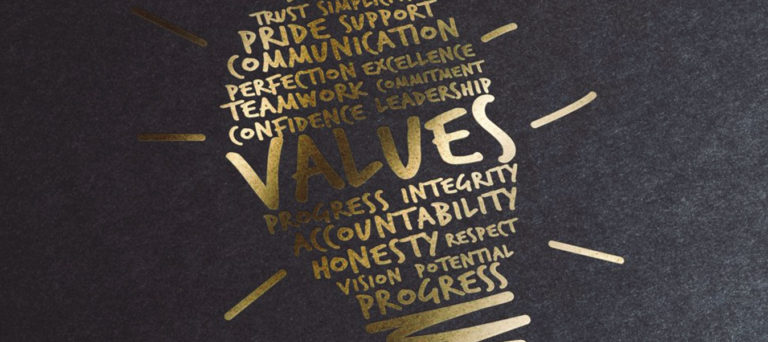 TRUST SIMPLICITY
PRIDE SUPPORT
COMMUNICATION
PERFECTION EXCELLENCE
TEAMWORK COMMITMENT
CONFIDENCE LEADERSHIP
VALUES
PROGRESS INTEGRITY
ACCOUNTABILITY
HONESTY RESPECT
VISION POTENTIAL
PROGRESS